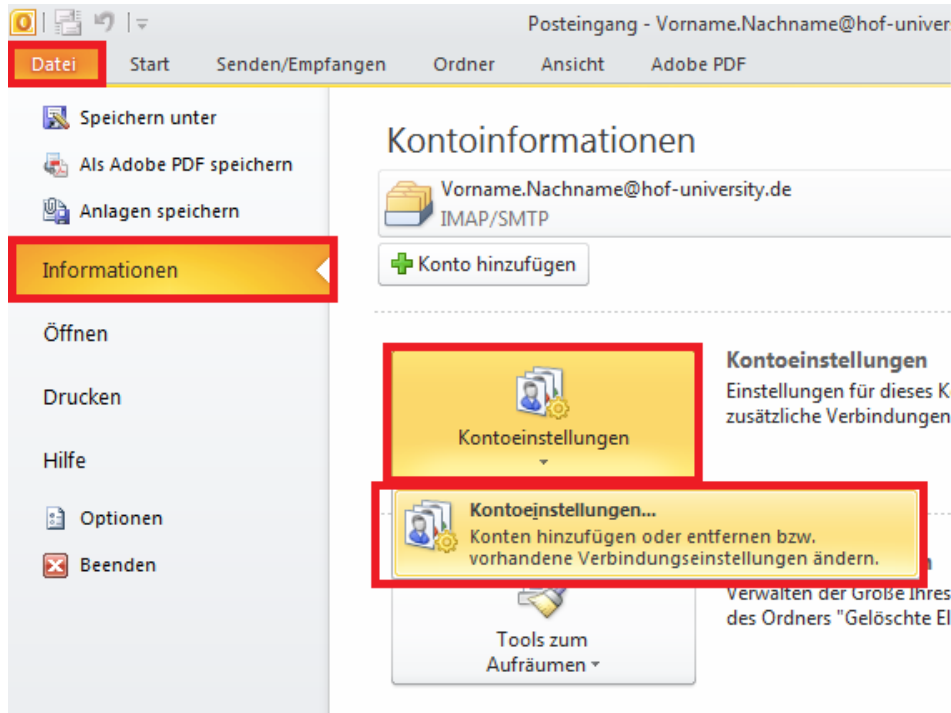 Posteingang - Vorname.Nachname@hof-univers
Datei Start Senden/Empfangen Ordner Ansicht Adobe PDF
Speichern unter
Als Adobe PDF speichern
Anlagen speichern
Informationen
Öffnen
Drucken
Hilfe
Optionen
Beenden
Kontoinformationen
Vorname.Nachname@hof-university.de
IMAP/SMTP
Konto hinzufügen
Kontoeinstellungen
Kontoeinstellungen
Einstellungen für dieses K
zusätzliche Verbindungen
Kontoeinstellungen...
Konten hinzufügen oder entfernen bzw.
vorhandene Verbindungseinstellungen ändern.
Tools zum
Aufräumen
Verwalten der Größe Ihres
des Ordners "Gelöschte El